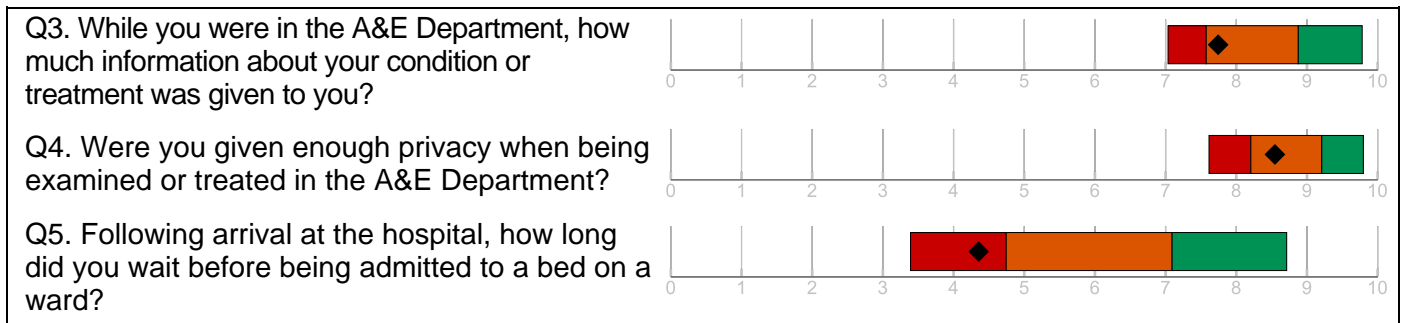 Q3. While you were in the A&E Department, how
much information about your condition or
treatment was given to you?
0 1 2 3 4 5 6 7 8 9 10
Q4. Were you given enough privacy when being
examined or treated in the A&E Department?
0 1 2 3 4 5 6 7 8 9 10
Q5. Following arrival at the hospital, how long
did you wait before being admitted to a bed on a
ward?
0 1 2 3 4 5 6 7 8 9 10